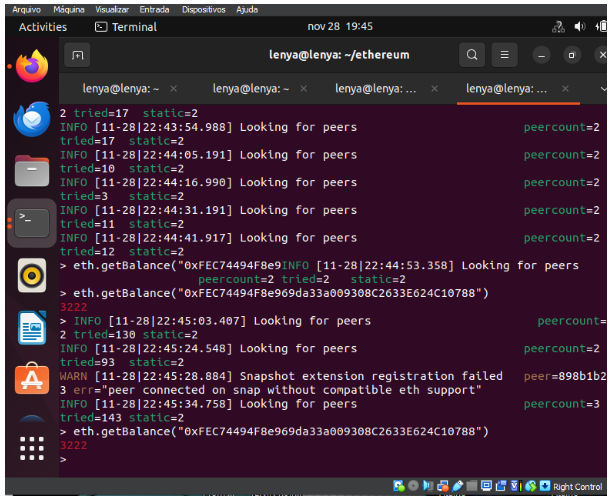 Arquivo Máquina Visualizar Entrada Dispositivos Ajuda
Activities Terminal nov 28 19:45
lenya@lenya: ~/ethereum
lenya@lenya: ~ × lenya@lenya: ~ × lenya@lenya: ... × lenya@lenya: ... ×
2 tried=17 static=2
INFO [11-28|22:43:54.988] Looking for peers peercount=2
tried=17 static=2
INFO [11-28|22:44:05.191] Looking for peers peercount=2
tried=10 static=2
INFO [11-28|22:44:16.990] Looking for peers peercount=2
tried=3 static=2
INFO [11-28|22:44:31.191] Looking for peers peercount=2
tried=11 static=2
INFO [11-28|22:44:41.917] Looking for peers peercount=2
tried=12 static=2
> eth.getBalance("0xFEC74494F8e9INFO [11-28|22:44:53.358] Looking for peers
peercount=2 tried=2 static=2
> eth.getBalance("0xFEC74494F8e969da33a009308C2633E624C10788")
3222
> INFO [11-28|22:45:03.407] Looking for peers peercount=
2 tried=130 static=2
INFO [11-28|22:45:24.548] Looking for peers peercount=2
tried=93 static=2
WARN [11-28|22:45:28.884] Snapshot extension registration failed peer=898b1b2
3 err="peer connected on snap without compatible eth support"
INFO [11-28|22:45:34.758] Looking for peers peercount=3
tried=143 static=2
> eth.getBalance("0xFEC74494F8e969da33a009308C2633E624C10788")
3222
>
Right Control